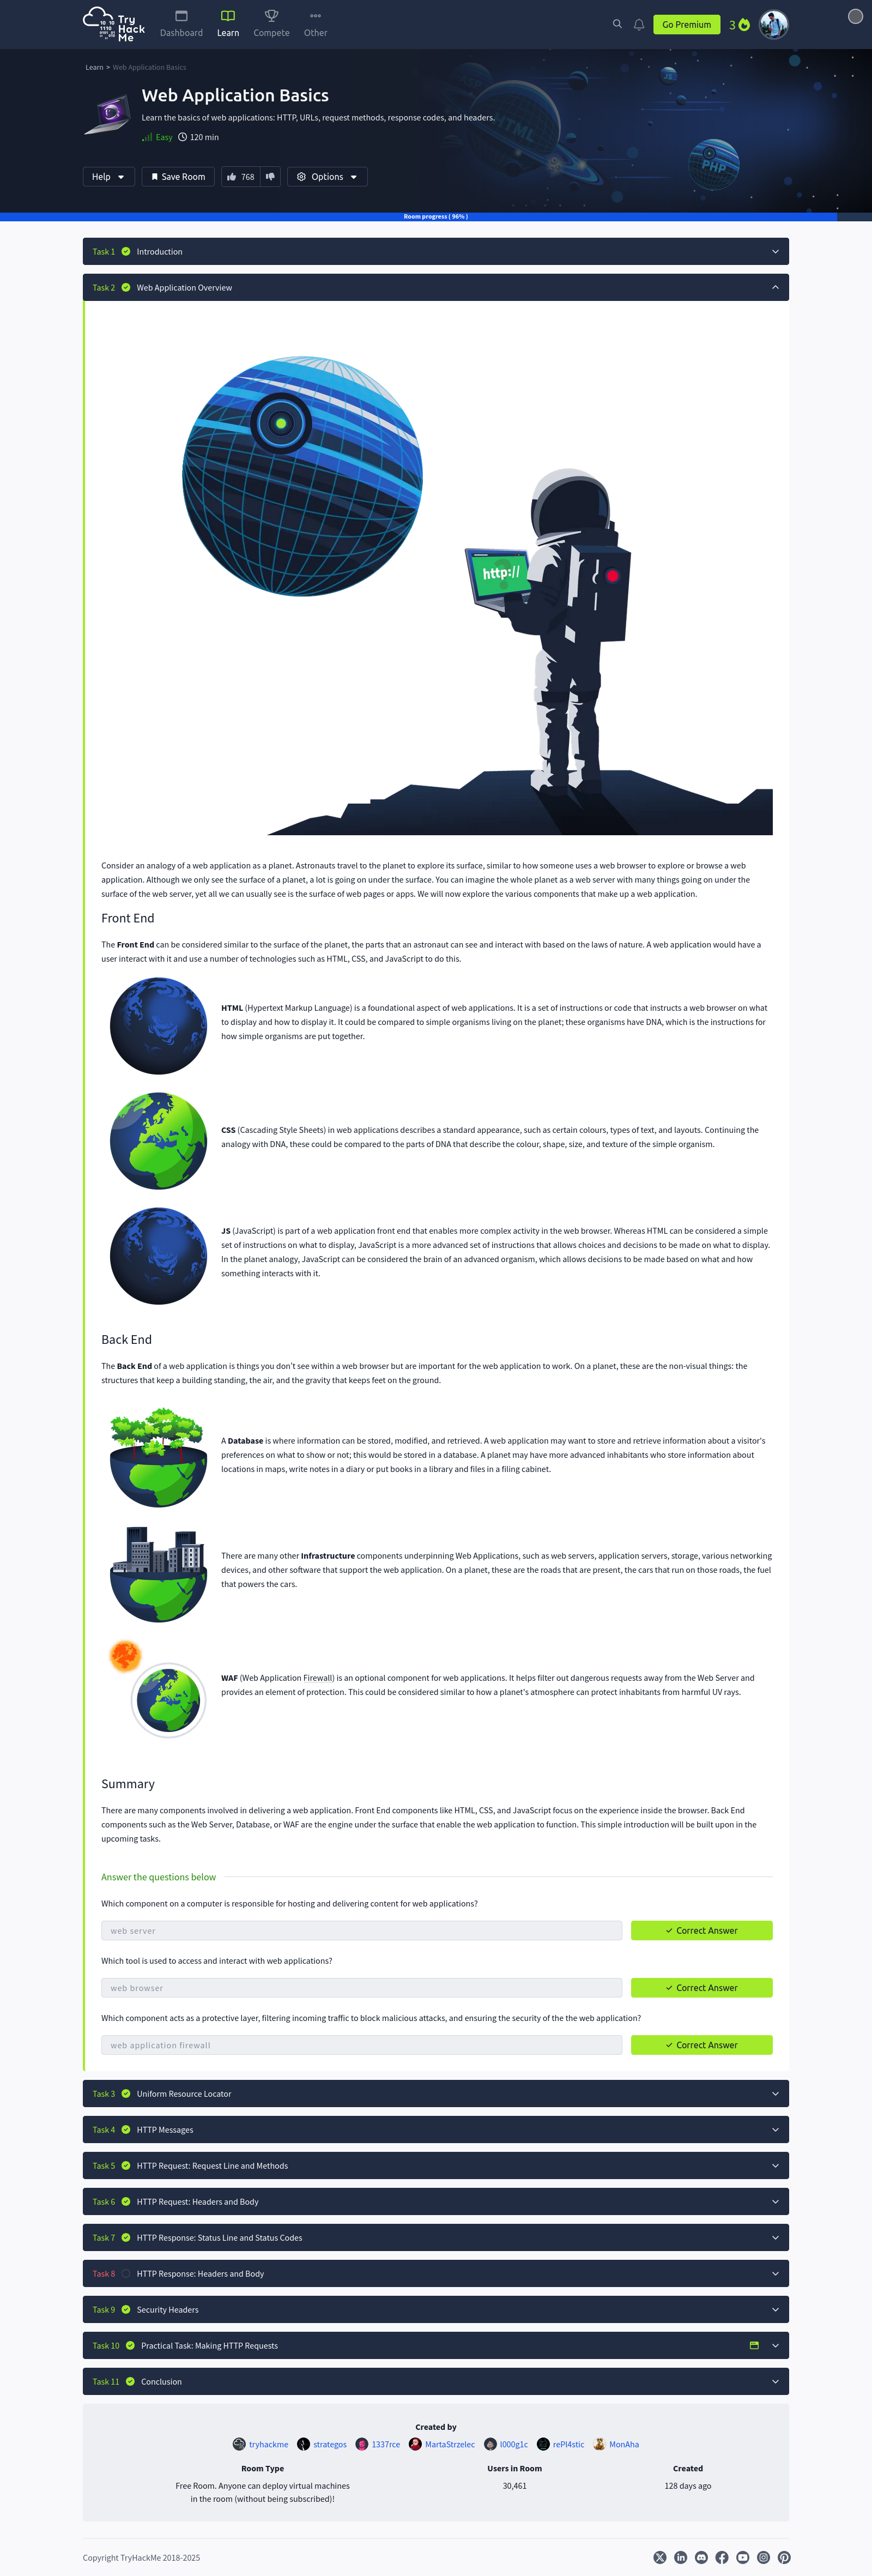 Try
Hack
Me
Dashboard
Learn
Compete
Other
Go Premium
3
Learn > Web Application Basics
Web Application Basics
Learn the basics of web applications: HTTP, URLs, request methods, response codes, and headers.
Easy 120 min
Help
Save Room
768
Options
HTML
JS
PHP
Room progress ( 96% )
Task 1 Introduction
Task 2 Web Application Overview
http://
?
Consider an analogy of a web application as a planet. Astronauts travel to the planet to explore its surface, similar to how someone uses a web browser to explore or browse a web
application. Although we only see the surface of a planet, a lot is going on under the surface. You can imagine the whole planet as a web server with many things going on under the
surface of the web server, yet all we can usually see is the surface of web pages or apps. We will now explore the various components that make up a web application.
Front End
The Front End can be considered similar to the surface of the planet, the parts that an astronaut can see and interact with based on the laws of nature. A web application would have a
user interact with it and use a number of technologies such as HTML, CSS, and JavaScript to do this.
HTML (Hypertext Markup Language) is a foundational aspect of web applications. It is a set of instructions or code that instructs a web browser on what
to display and how to display it. It could be compared to simple organisms living on the planet; these organisms have DNA, which is the instructions for
how simple organisms are put together.
CSS (Cascading Style Sheets) in web applications describes a standard appearance, such as certain colours, types of text, and layouts. Continuing the
analogy with DNA, these could be compared to the parts of DNA that describe the colour, shape, size, and texture of the simple organism.
JS (JavaScript) is part of a web application front end that enables more complex activity in the web browser. Whereas HTML can be considered a simple
set of instructions on what to display, JavaScript is a more advanced set of instructions that allows choices and decisions to be made on what to display.
In the planet analogy, JavaScript can be considered the brain of an advanced organism, which allows decisions to be made based on what and how
something interacts with it.
Back End
The Back End of a web application is things you don't see within a web browser but are important for the web application to work. On a planet, these are the non-visual things: the
structures that keep a building standing, the air, and the gravity that keeps feet on the ground.
A Database is where information can be stored, modified, and retrieved. A web application may want to store and retrieve information about a visitor's
preferences on what to show or not; this would be stored in a database. A planet may have more advanced inhabitants who store information about
locations in maps, write notes in a diary or put books in a library and files in a filing cabinet.
There are many other Infrastructure components underpinning Web Applications, such as web servers, application servers, storage, various networking
devices, and other software that support the web application. On a planet, these are the roads that are present, the cars that run on those roads, the fuel
that powers the cars.
WAF (Web Application Firewall) is an optional component for web applications. It helps filter out dangerous requests away from the Web Server and
provides an element of protection. This could be considered similar to how a planet's atmosphere can protect inhabitants from harmful UV rays.
Summary
There are many components involved in delivering a web application. Front End components like HTML, CSS, and JavaScript focus on the experience inside the browser. Back End
components such as the Web Server, Database, or WAF are the engine under the surface that enable the web application to function. This simple introduction will be built upon in the
upcoming tasks.
Answer the questions below
Which component on a computer is responsible for hosting and delivering content for web applications?
web server
Correct Answer
Which tool is used to access and interact with web applications?
web browser
Correct Answer
Which component acts as a protective layer, filtering incoming traffic to block malicious attacks, and ensuring the security of the the web application?
web application firewall
Correct Answer
Task 3 Uniform Resource Locator
Task 4 HTTP Messages
Task 5 HTTP Request: Request Line and Methods
Task 6 HTTP Request: Headers and Body
Task 7 HTTP Response: Status Line and Status Codes
Task 8 HTTP Response: Headers and Body
Task 9 Security Headers
Task 10 Practical Task: Making HTTP Requests
Task 11 Conclusion
Created by
tryhackme strategos 1337rce MartaStrzelec l000g1c rePl4stic MonAha
Room Type
Users in Room
Created
Free Room. Anyone can deploy virtual machines
in the room (without being subscribed)!
30,461
128 days ago
Copyright TryHackMe 2018-2025